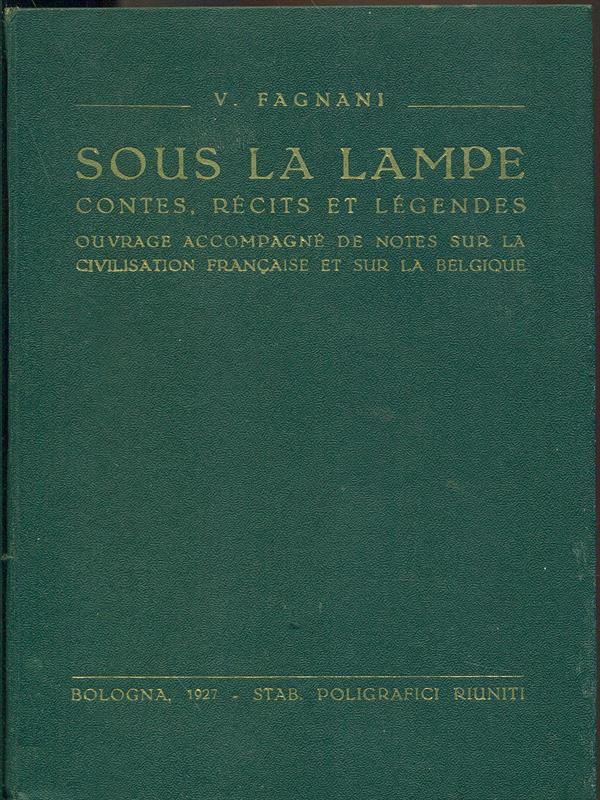 V. FAGNANI
SOUS LA LAMPE
CONTES, RÉCITS ET LÉGENDES
OUVRAGE ACCOMPAGNÉ DE NOTES SUR LA
CIVILISATION FRANÇAISE ET SUR LA BELGIQUE
BOLOGNA, 1927 - STAB. POLIGRAFICI RIUNITI